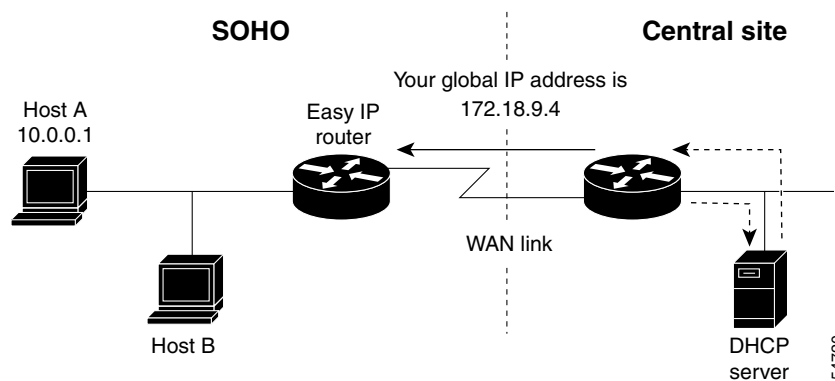 SOHO
Central site
Your global IP address is
172.18.9.4
Host A
10.0.0.1
Easy IP
router
WAN link
Host B
DHCP
server